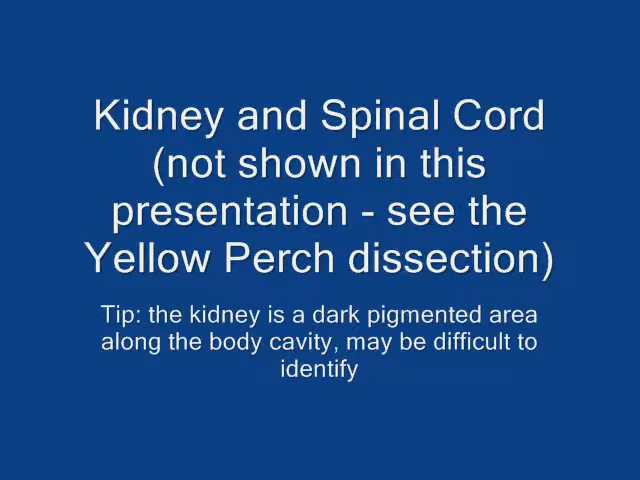 Kidney and Spinal Cord
(not shown in this
presentation - see the
Yellow Perch dissection)
Tip: the kidney is a dark pigmented area
along the body cavity, may be difficult to
identify